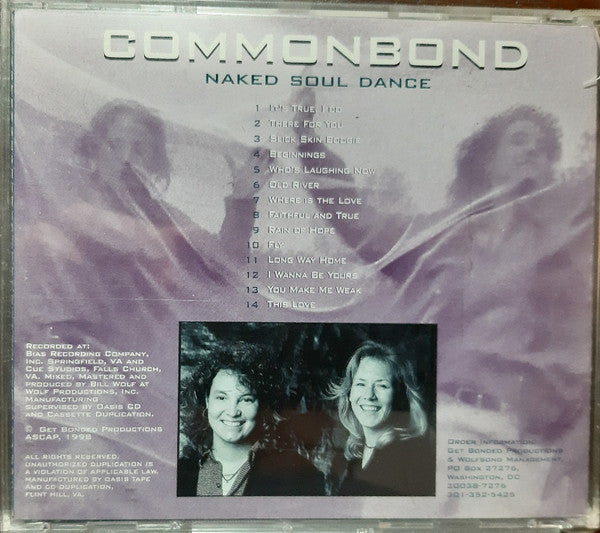 COMMONBOND
NAKED SOUL DANCE
1 IT'S TRUE, I DO
2 THERE FOR YOU
3 SLICK SKIN BOOGIE
4 BEGINNINGS
5 WHO'S LAUGHING NOW
6 OLD RIVER
7 WHERE IS THE LOVE
8 FAITHFUL AND TRUE
9 RAIN OF HOPE
10 FLY
11 LONG WAY HOME
12 I WANNA BE YOURS
13 YOU MAKE ME WEAK
14 THIS LOVE
RECORDED AT:
BIAS RECORDING COMPANY,
INC. SPRINGFIELD, VA AND
CUE STUDIOS, FALLS CHURCH,
VA. MIXED, MASTERED AND
PRODUCED BY BILL WOLF AT
WOLF PRODUCTIONS, INC.
MANUFACTURING
SUPERVISED BY OASIS CD
AND CASSETTE DUPLICATION.
© GET BONDED PRODUCTIONS
ASCAP, 1998
ALL RIGHTS RESERVED.
UNAUTHORIZED DUPLICATION IS
A VIOLATION OF APPLICABLE LAW.
MANUFACTURED BY OASIS TAPE
AND CD DUPLICATION,
FLINT HILL, VA.
ORDER INFORMATION:
GET BONDED PRODUCTIONS
& WOLFSONG MANAGEMENT,
PO BOX 27276,
WASHINGTON, DC
20038-7276
301-352-5425